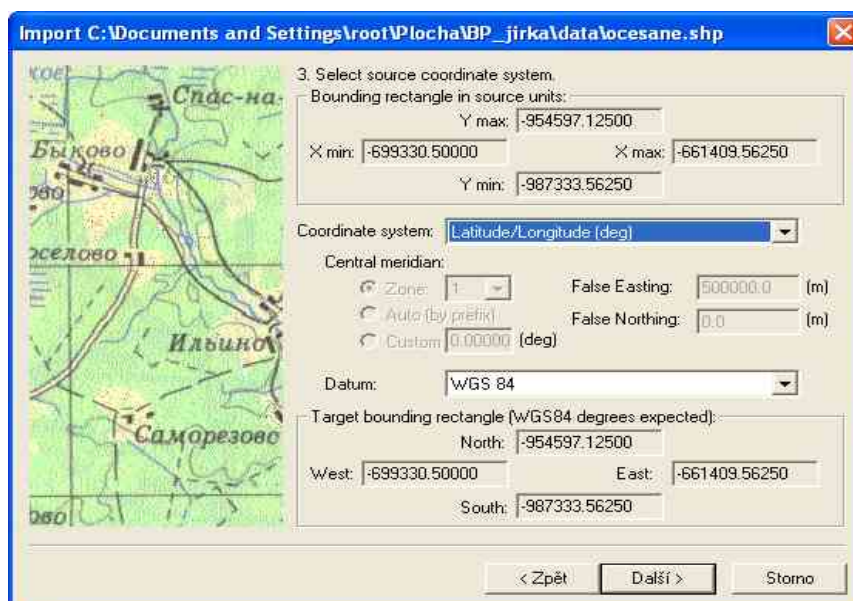 Import C:\Documents and Settings\root\Plocha\BP_jirka\data\ocesane.shp
Спас-на-
Быково
Ильино
Саморезово
3. Select source coordinate system.
Bounding rectangle in source units:
Y max: -954597.12500
X min: -699330.50000 X max: -661409.56250
Y min: -987333.56250
Coordinate system: Latitude/Longitude (deg)
Central meridian:
Zone: 1 False Easting: 500000.0 (m)
Auto (by prefix) False Northing: 0.0 (m)
Custom 0.00000 (deg)
Datum: WGS 84
Target bounding rectangle (WGS84 degrees expected):
North: -954597.12500
West: -699330.50000 East: -661409.56250
South: -987333.56250
< Zpět Další > Storno